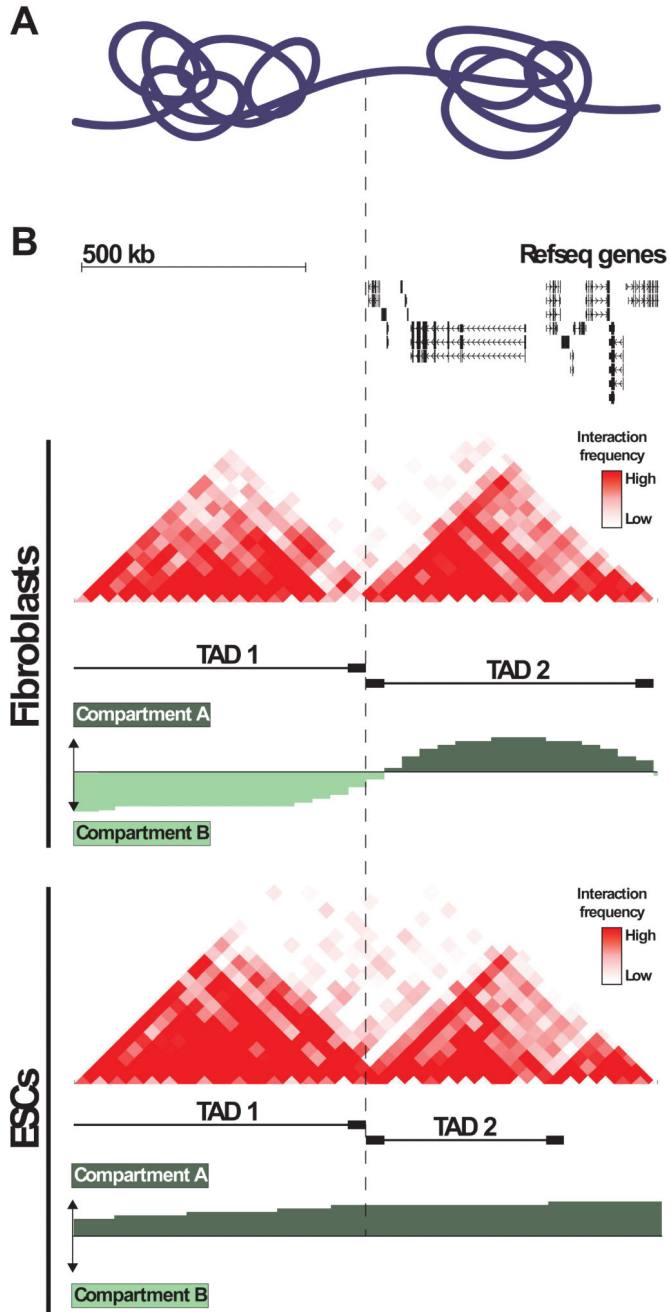 A
B
500 kb
Refseq genes
Fibroblasts
Interaction
frequency
High
Low
TAD 1
TAD 2
Compartment A
Compartment B
ESCs
Interaction
frequency
High
Low
TAD 1
TAD 2
Compartment A
Compartment B